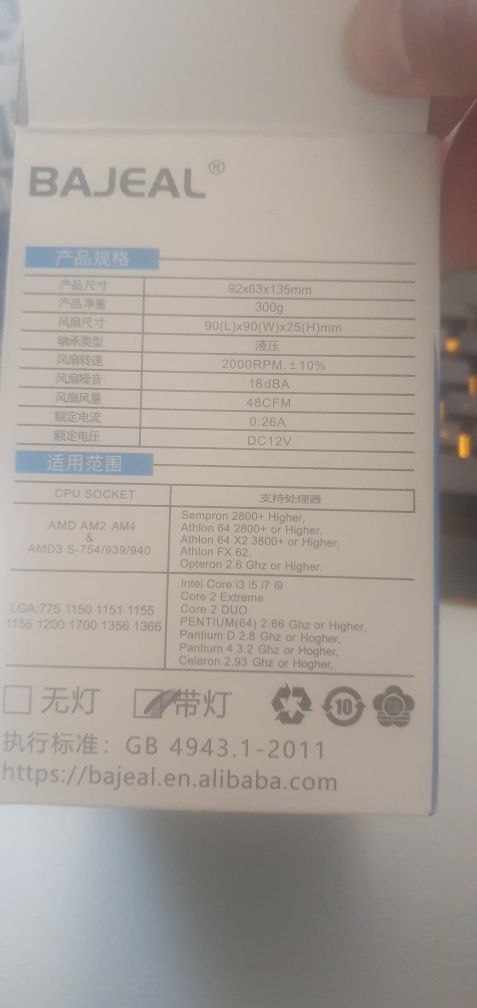 BAJEAL®
产品规格
产品尺寸 92x63x135mm
产品净重 300g
风扇尺寸 90(L)x90(W)x25(H)mm
轴承类型 液压
风扇转速 2000RPM.±10%
风扇噪音 18dBA
风扇风量 48CFM
额定电流 0.26A
额定电压 DC12V
适用范围
CPU SOCKET 支持处理器
AMD AM2 AM4
&
AMD3 S-754/939/940
Sempron 2800+ Higher,
Athlon 64 2800+ or Higher,
Athlon 64 X2 3800+ or Higher,
Athlon FX 62,
Opteron 2.6 Ghz or Higher.
LGA:775 1150 1151 1155
1156 1200 1700 1356 1366
Intel Core i3 i5 i7 i9
Core 2 Extreme
Core 2 DUO
PENTIUM(64) 2.66 Ghz or Higher,
Pantium D 2.8 Ghz or Hogher,
Pantium 4 3.2 Ghz or Hogher,
Celeron 2.93 Ghz or Hogher,
无灯 带灯 10
执行标准：GB 4943.1-2011
https://bajeal.en.alibaba.com